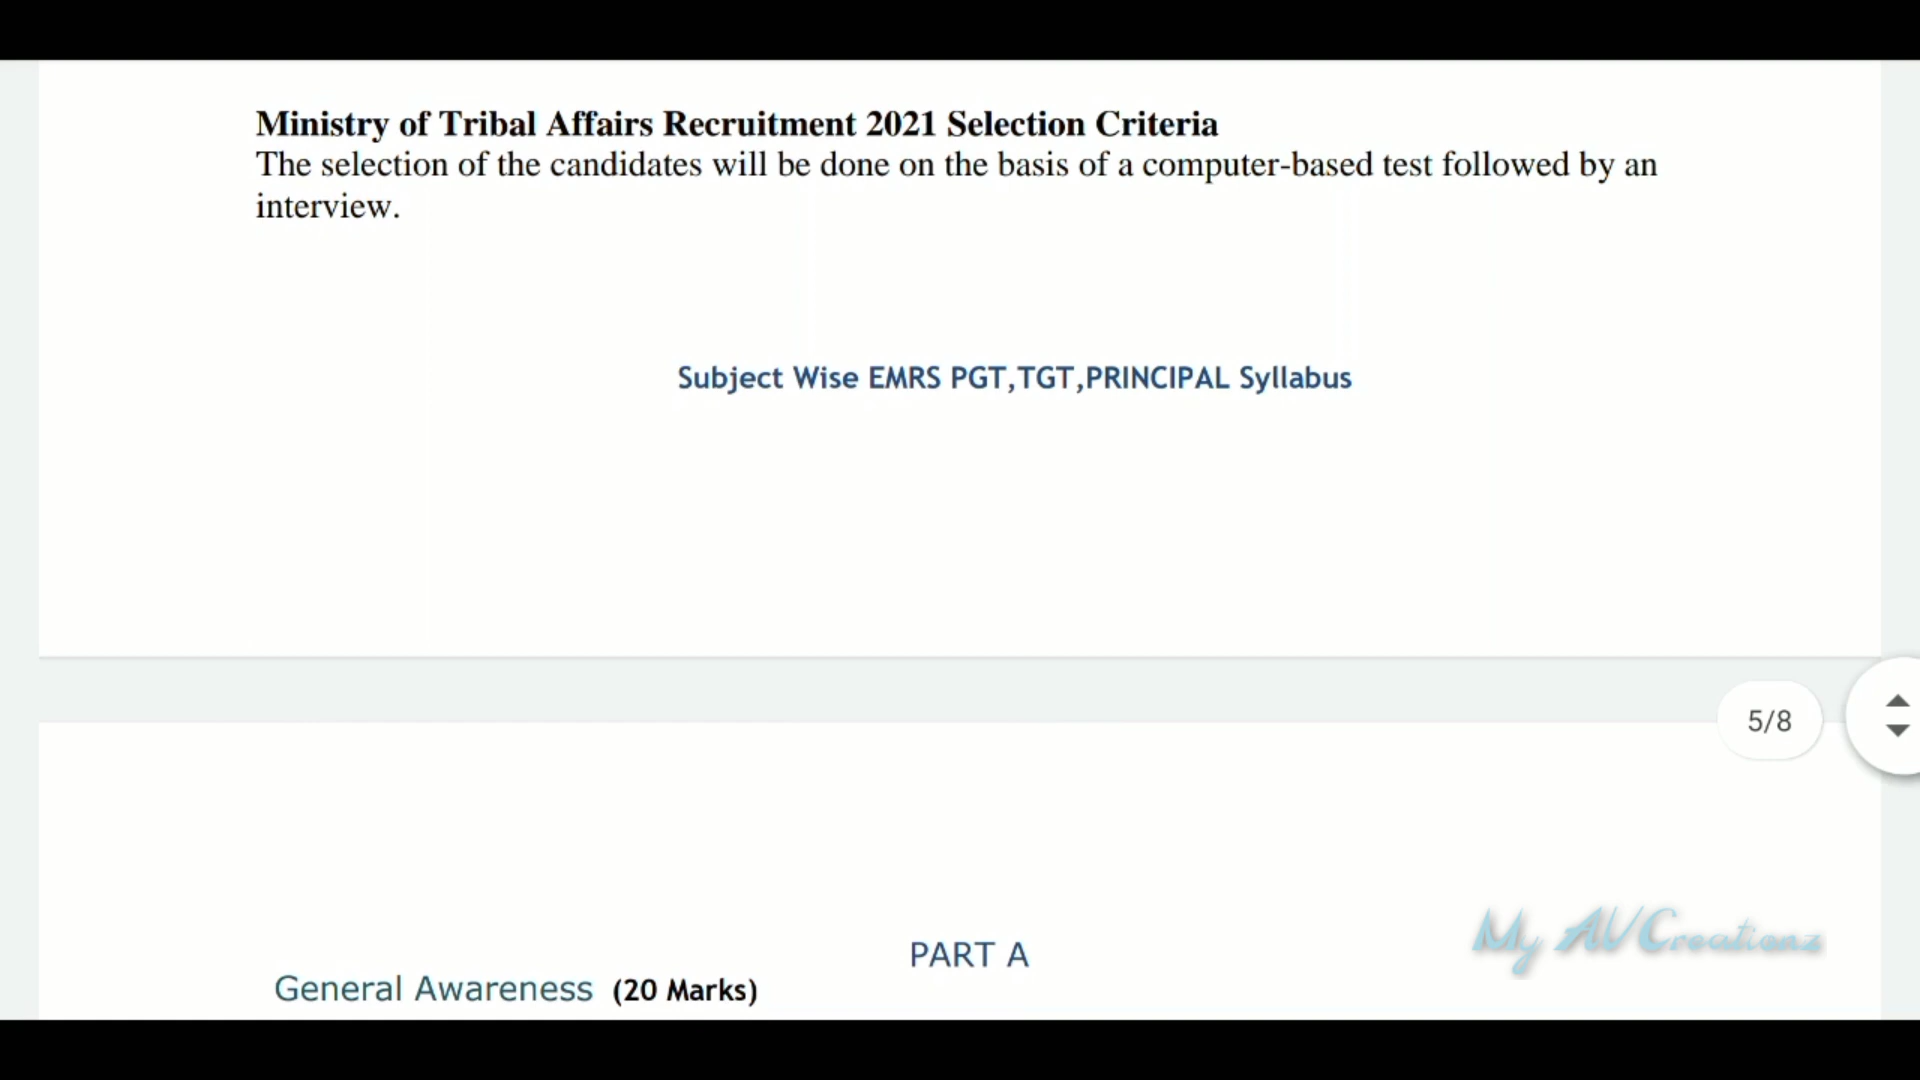 Ministry of Tribal Affairs Recruitment 2021 Selection Criteria
The selection of the candidates will be done on the basis of a computer-based test followed by an
interview.
Subject Wise EMRS PGT,TGT,PRINCIPAL Syllabus
5/8
PART A
General Awareness (20 Marks)
My AVCreationz